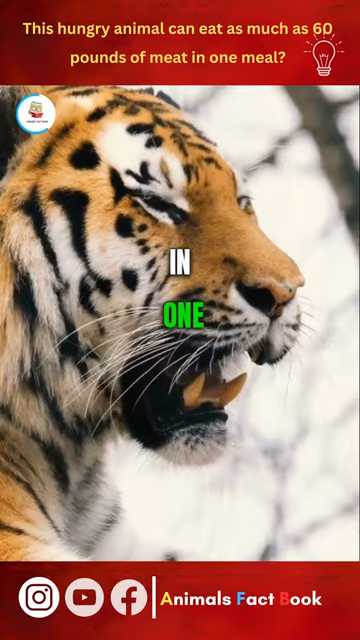 This hungry animal can eat as much as 60
pounds of meat in one meal?
IN
ONE
Animals Fact Book